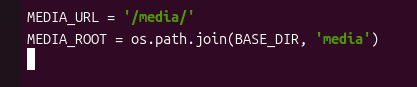 MEDIA_URL = '/media/'
MEDIA_ROOT = os.path.join(BASE_DIR, 'media')